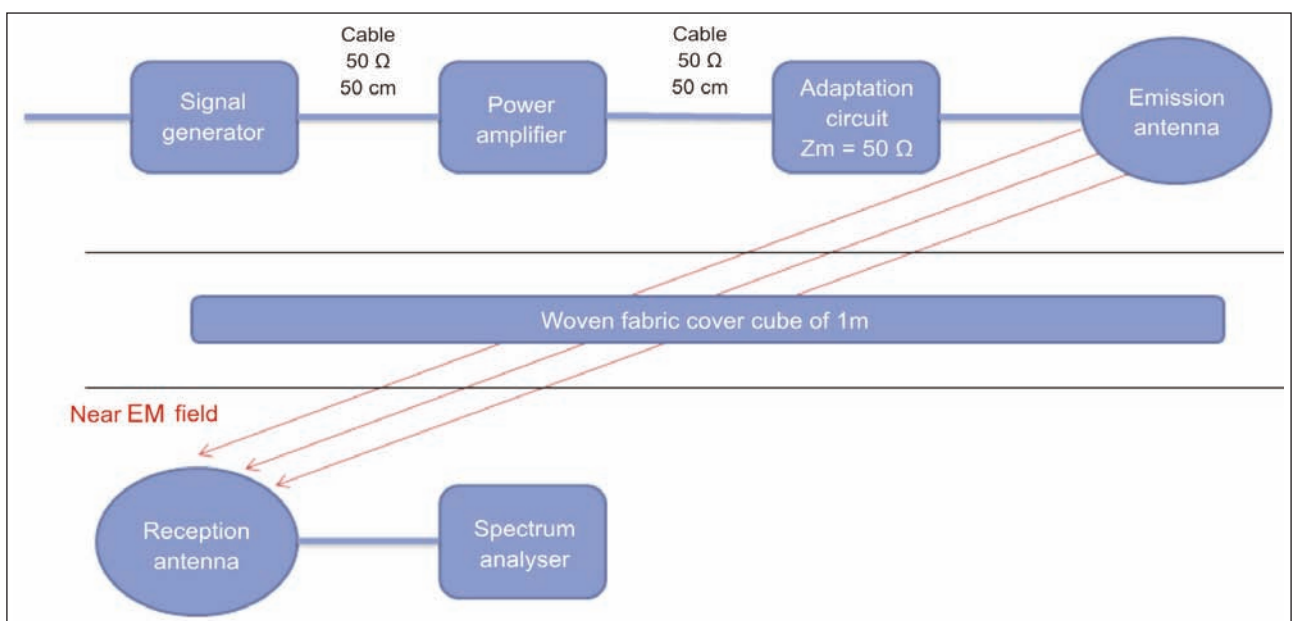 Cable
50 Ω
50 cm
Cable
50 Ω
50 cm
Signal
generator
Power
amplifier
Adaptation
circuit
Zm = 50 Ω
Emission
antenna
Woven fabric cover cube of 1m
Near EM field
Reception
antenna
Spectrum
analyser